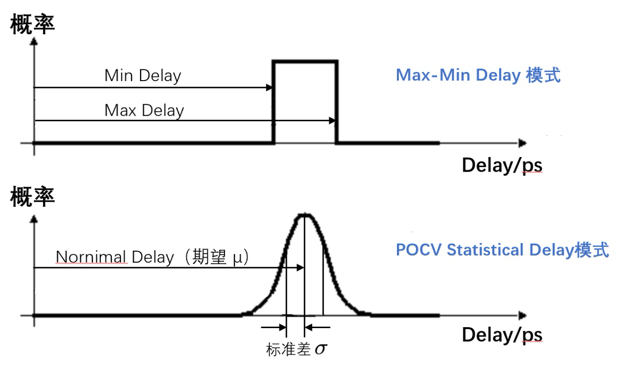 概率
Min Delay
Max-Min Delay 模式
Max Delay
Delay/ps
概率
Nornimal Delay（期望 μ）
POCV Statistical Delay模式
Delay/ps
标准差 σ